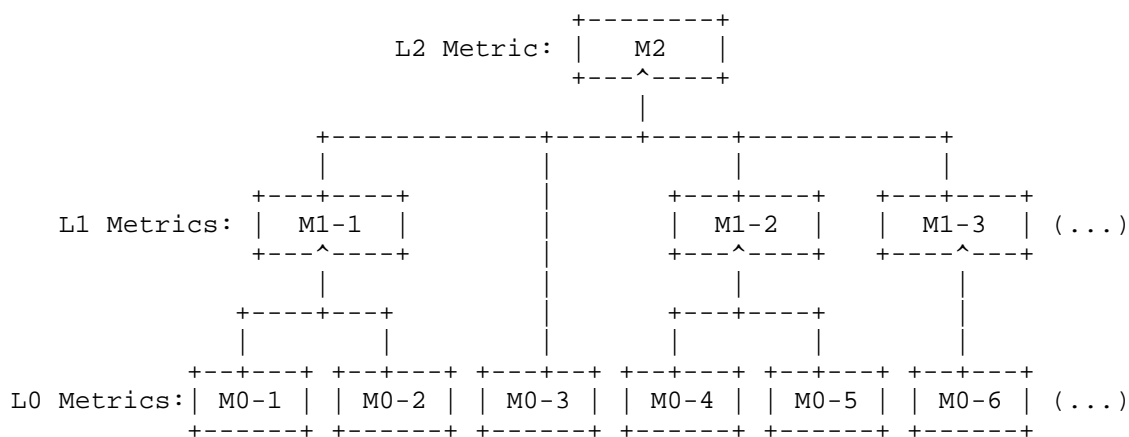 L2 Metric: M2
L1 Metrics: M1-1 M1-2 M1-3 (...)
L0 Metrics: M0-1 M0-2 M0-3 M0-4 M0-5 M0-6 (...)